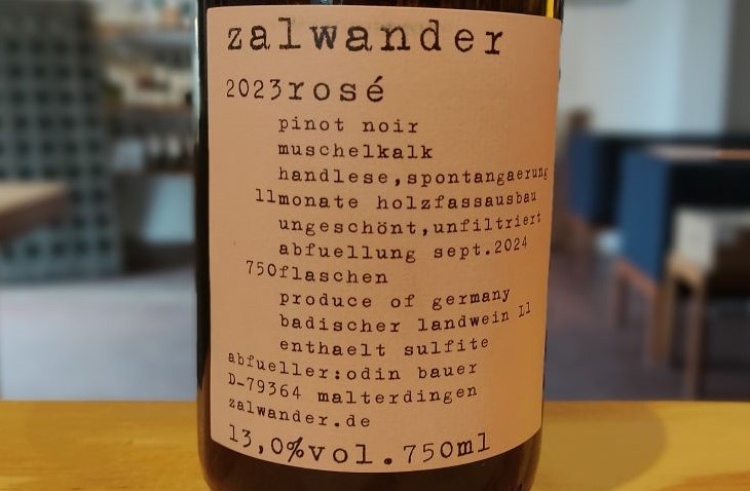 zalwander
2023rosé
pinot noir
muschelkalk
handlese,spontangaerung
11monate holzfassausbau
ungeschönt,unfiltriert
abfuellung sept.2024
750flaschen
produce of germany
badischer landwein Ll
enthaelt sulfite
abfueller:odin bauer
D-79364 malterdingen
zalwander.de
13,0%vol.750ml